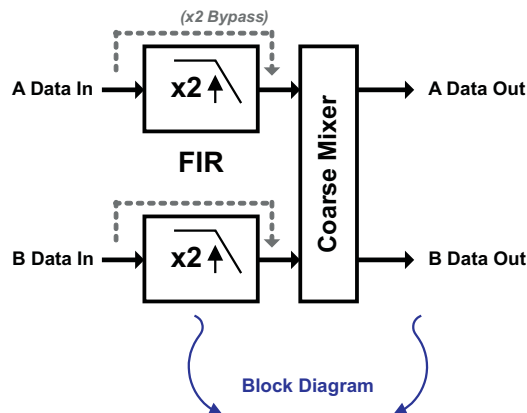 (x2 Bypass)
A Data In
x2
A Data Out
FIR
Coarse Mixer
B Data In
x2
B Data Out
Block Diagram